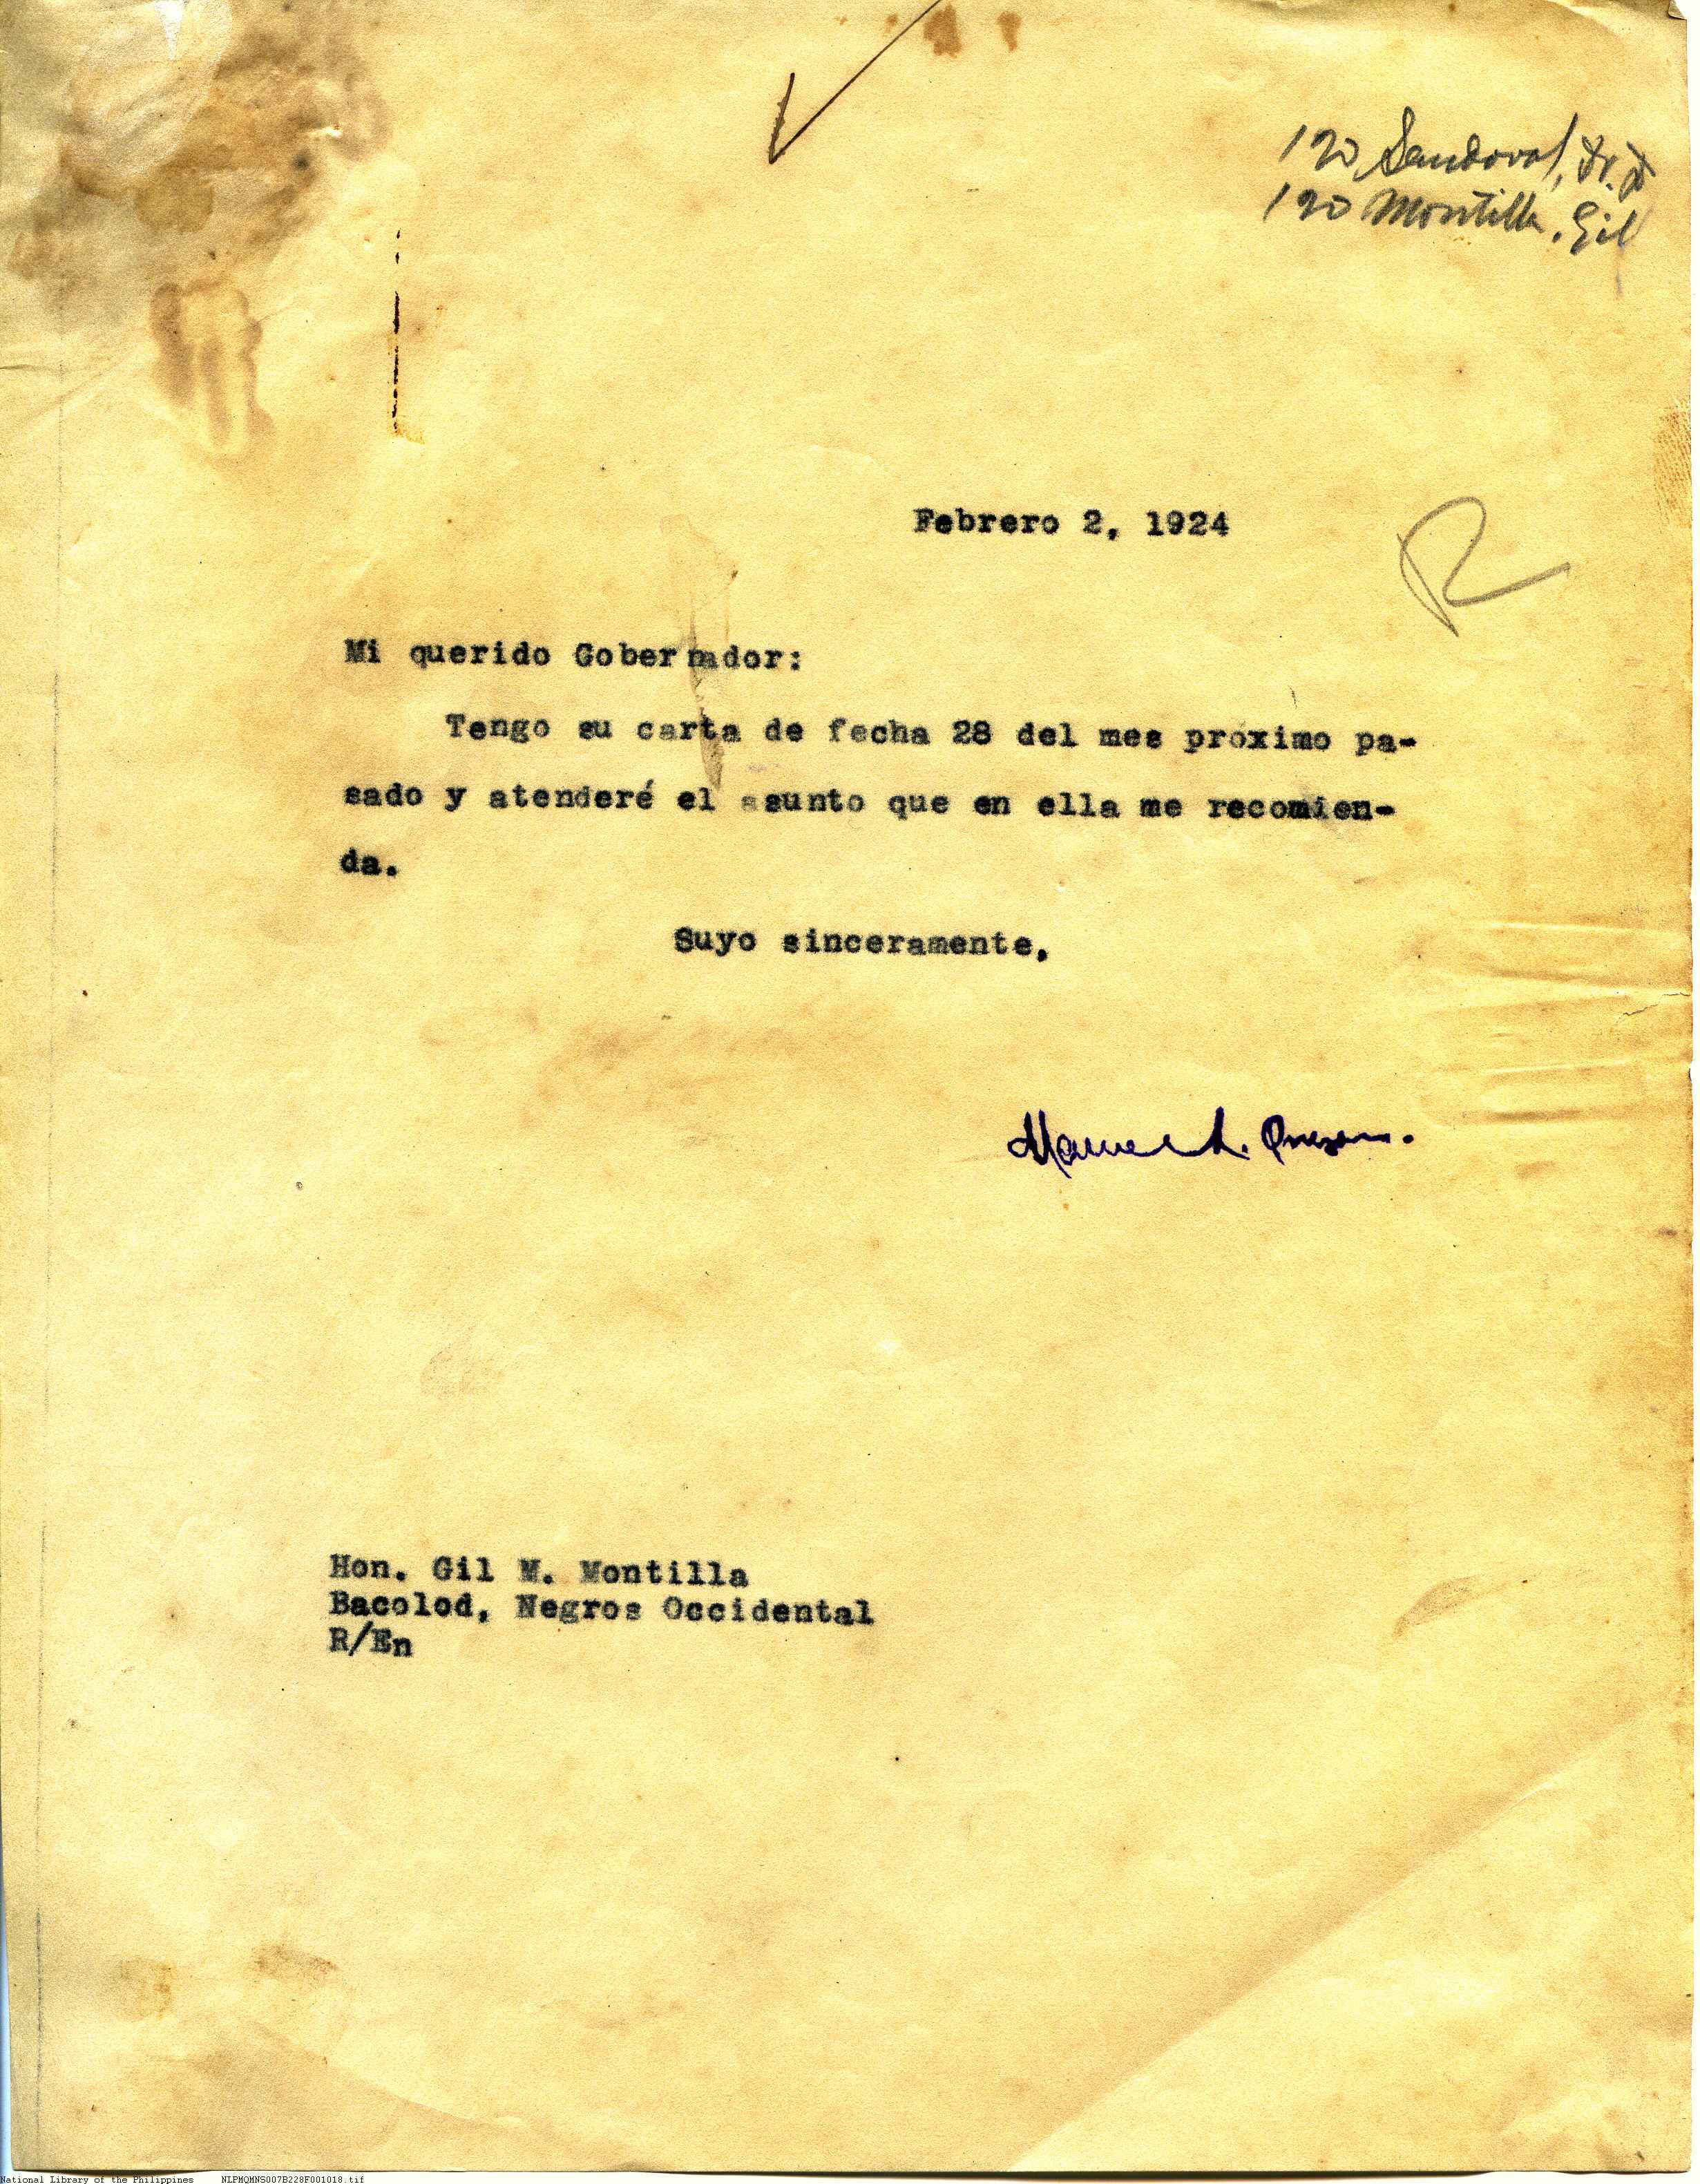 120 Sandoval,
120 Montilla, Gil
Febrero 2, 1924
R
Mi querido Gobernador:
Tengo su carta de fecha 28 del mes próximo pa-
sado y atenderé el asunto que en ella me recomien-
da.
Suyo sinceramente,
Manuel L. Quezon.
Hon. Gil M. Montilla
Bacolod, Negros Occidental
R/En
National Library of the Philippines NLPMQMNS007B228F001018.tif